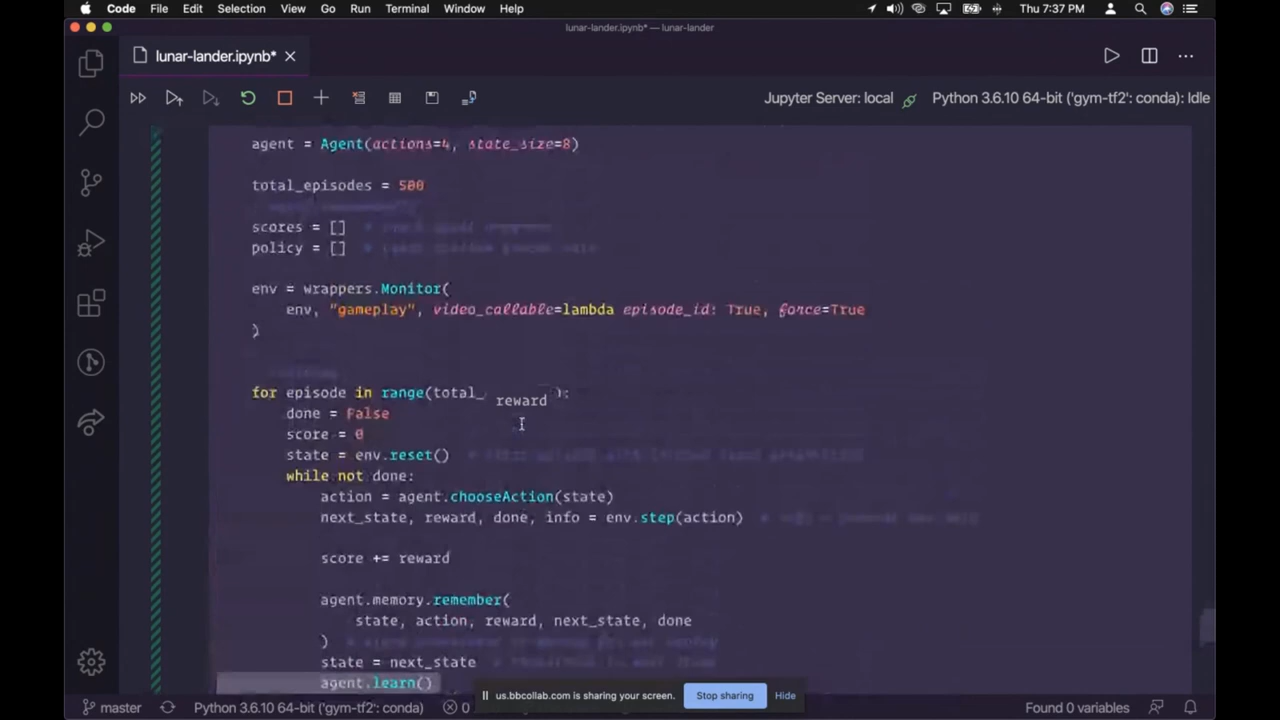 Code File Edit Selection View Go Run Terminal Window Help Thu 7:37 PM
lunar-lander.ipynb* — lunar-lander
lunar-lander.ipynb*
Jupyter Server: local Python 3.6.10 64-bit ('gym-tf2': conda): Idle
agent = Agent(actions=4, state_size=8)
total_episodes = 500
scores = []
policy = []
env = wrappers.Monitor(
env, "gameplay", video_callable=lambda episode_id: True, force=True
)
for episode in range(total_ ):
reward
done = False
score = 0
state = env.reset()
while not done:
action = agent.chooseAction(state)
next_state, reward, done, info = env.step(action)
score += reward
agent.memory.remember(
state, action, reward, next_state, done
)
state = next_state
agent.learn()
us.bbcollab.com is sharing your screen. Stop sharing Hide
master Python 3.6.10 64-bit ('gym-tf2': conda) 0 Found 0 variables